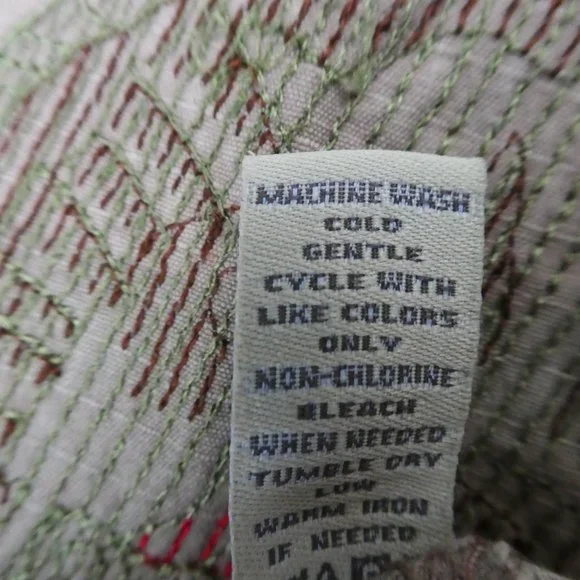 MACHINE WASH
COLD
GENTLE
CYCLE WITH
LIKE COLORS
ONLY
NON-CHLORINE
BLEACH
WHEN NEEDED
TUMBLE DRY
LOW
WARM IRON
IF NEEDED